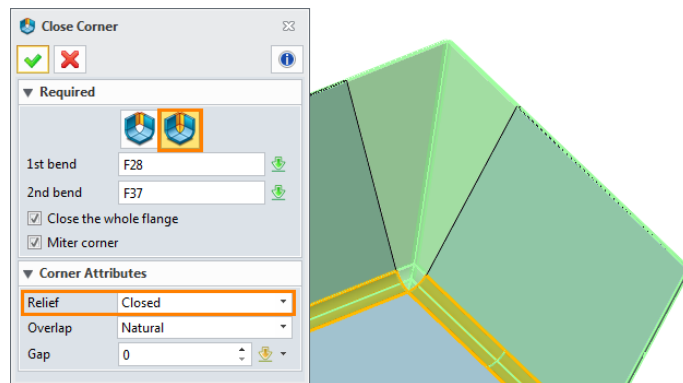 Close Corner
Required
1st bend F28
2nd bend F37
Close the whole flange
Miter corner
Corner Attributes
Relief Closed
Overlap Natural
Gap 0